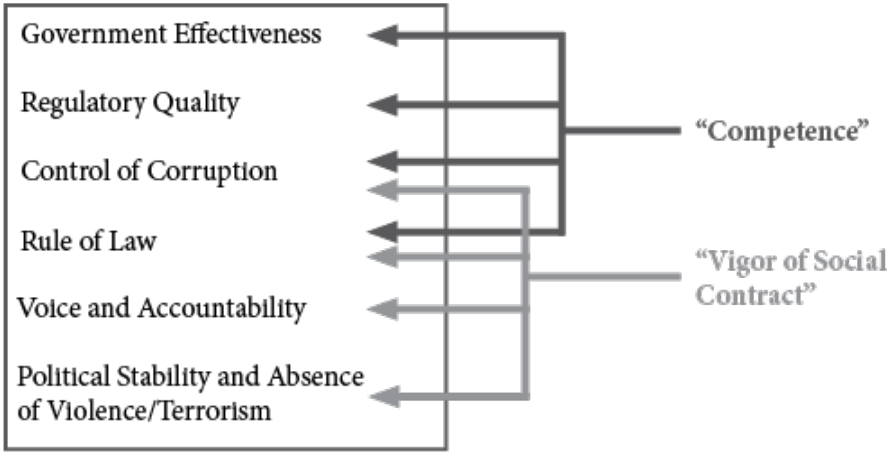 Government Effectiveness
Regulatory Quality
Control of Corruption
Rule of Law
Voice and Accountability
Political Stability and Absence
of Violence/Terrorism
“Competence”
“Vigor of Social
Contract”